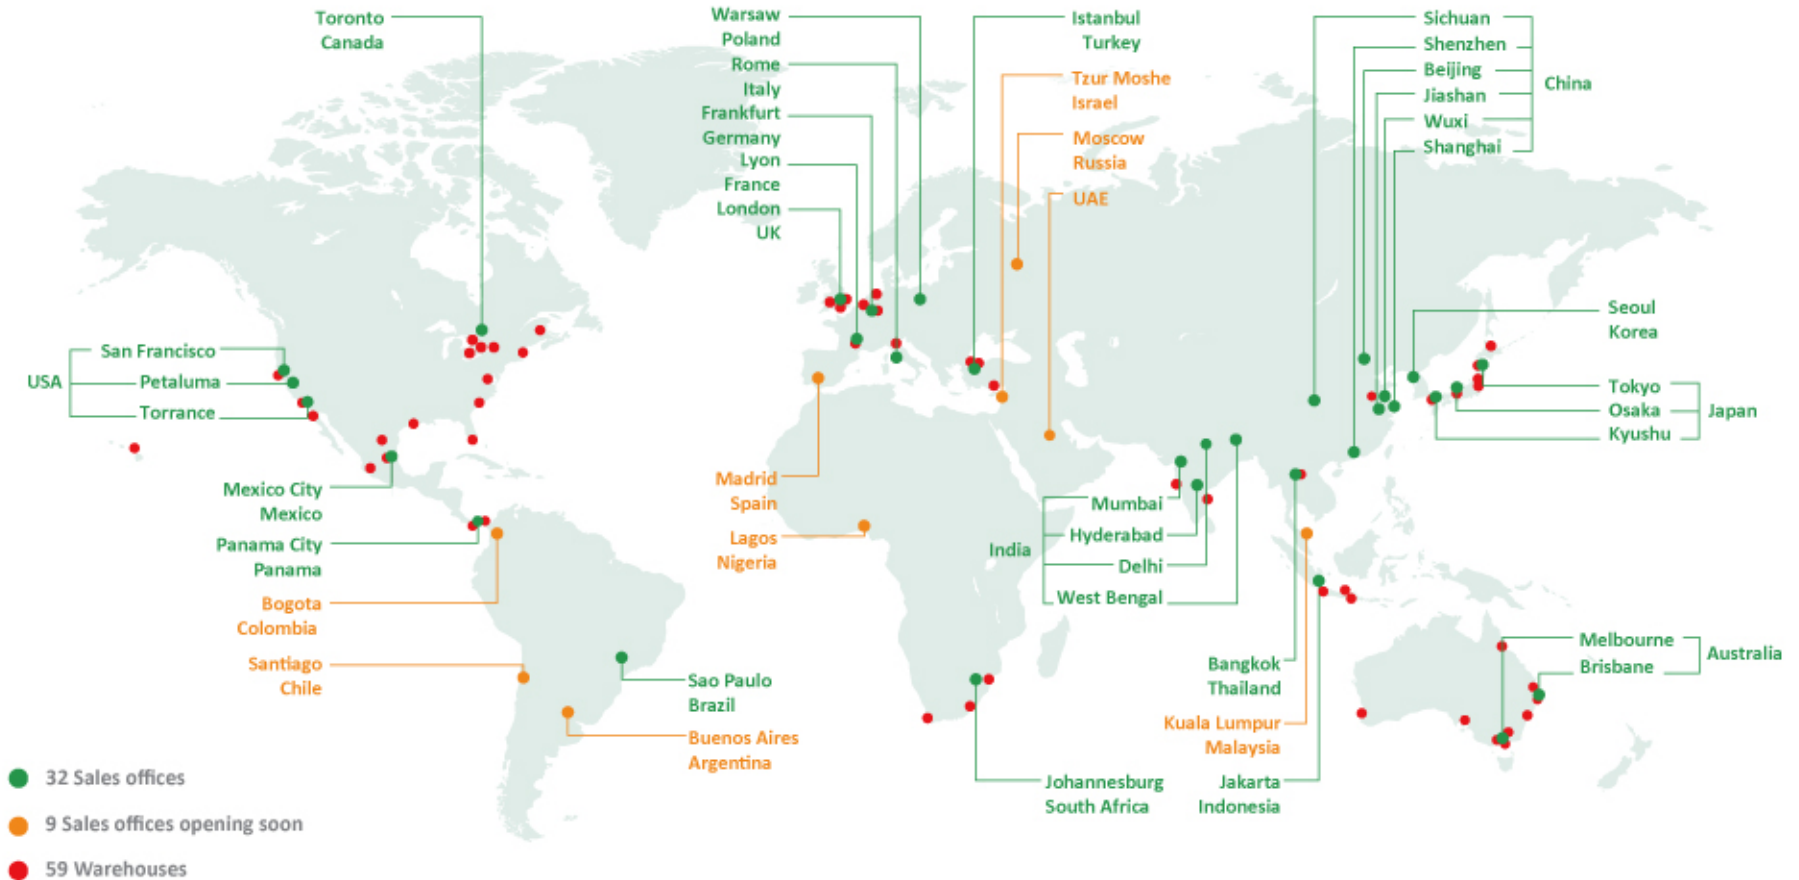 Toronto
Canada
Warsaw
Poland
Rome
Italy
Frankfurt
Germany
Lyon
France
London
UK
Istanbul
Turkey
Tzur Moshe
Israel
Moscow
Russia
UAE
Sichuan
Shenzhen
Beijing
Jiashan
Wuxi
Shanghai
China
Seoul
Korea
Tokyo
Osaka
Kyushu
Japan
USA
San Francisco
Petaluma
Torrance
Mexico City
Mexico
Panama City
Panama
Bogota
Colombia
Santiago
Chile
Sao Paulo
Brazil
Buenos Aires
Argentina
Madrid
Spain
Lagos
Nigeria
India
Mumbai
Hyderabad
Delhi
West Bengal
Bangkok
Thailand
Kuala Lumpur
Malaysia
Jakarta
Indonesia
Johannesburg
South Africa
Melbourne
Brisbane
Australia
32 Sales offices
9 Sales offices opening soon
59 Warehouses